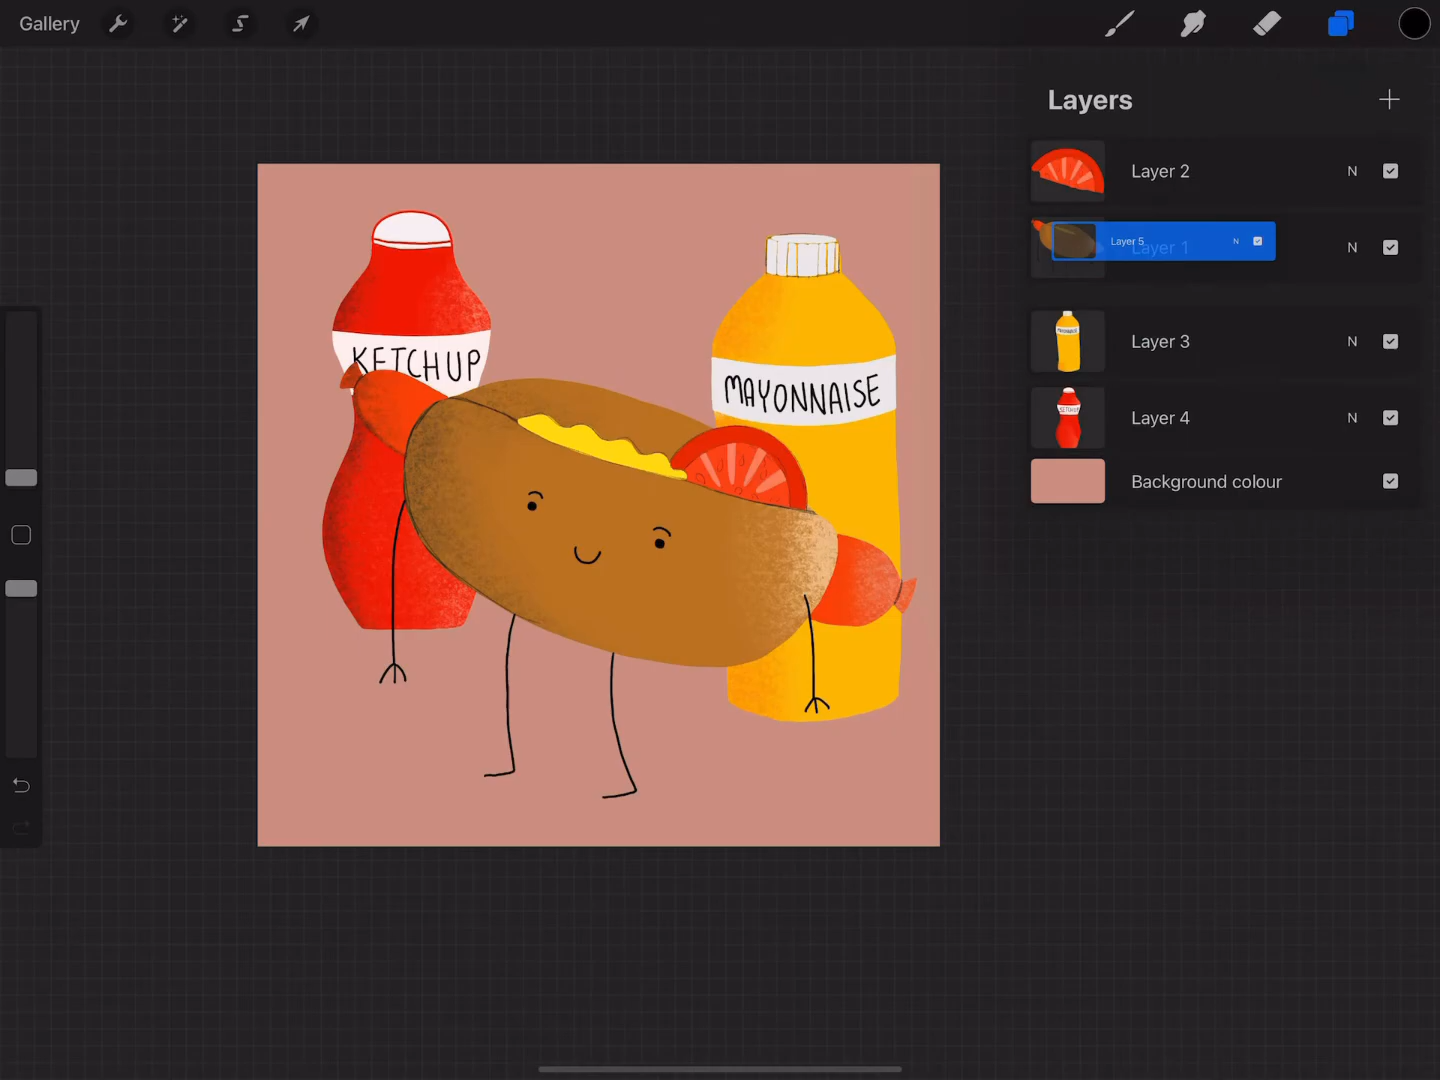 Gallery
Layers
Layer 2 N
Layer 5 N
Layer 1 N
Layer 3 N
Layer 4 N
Background colour
KETCHUP
MAYONNAISE